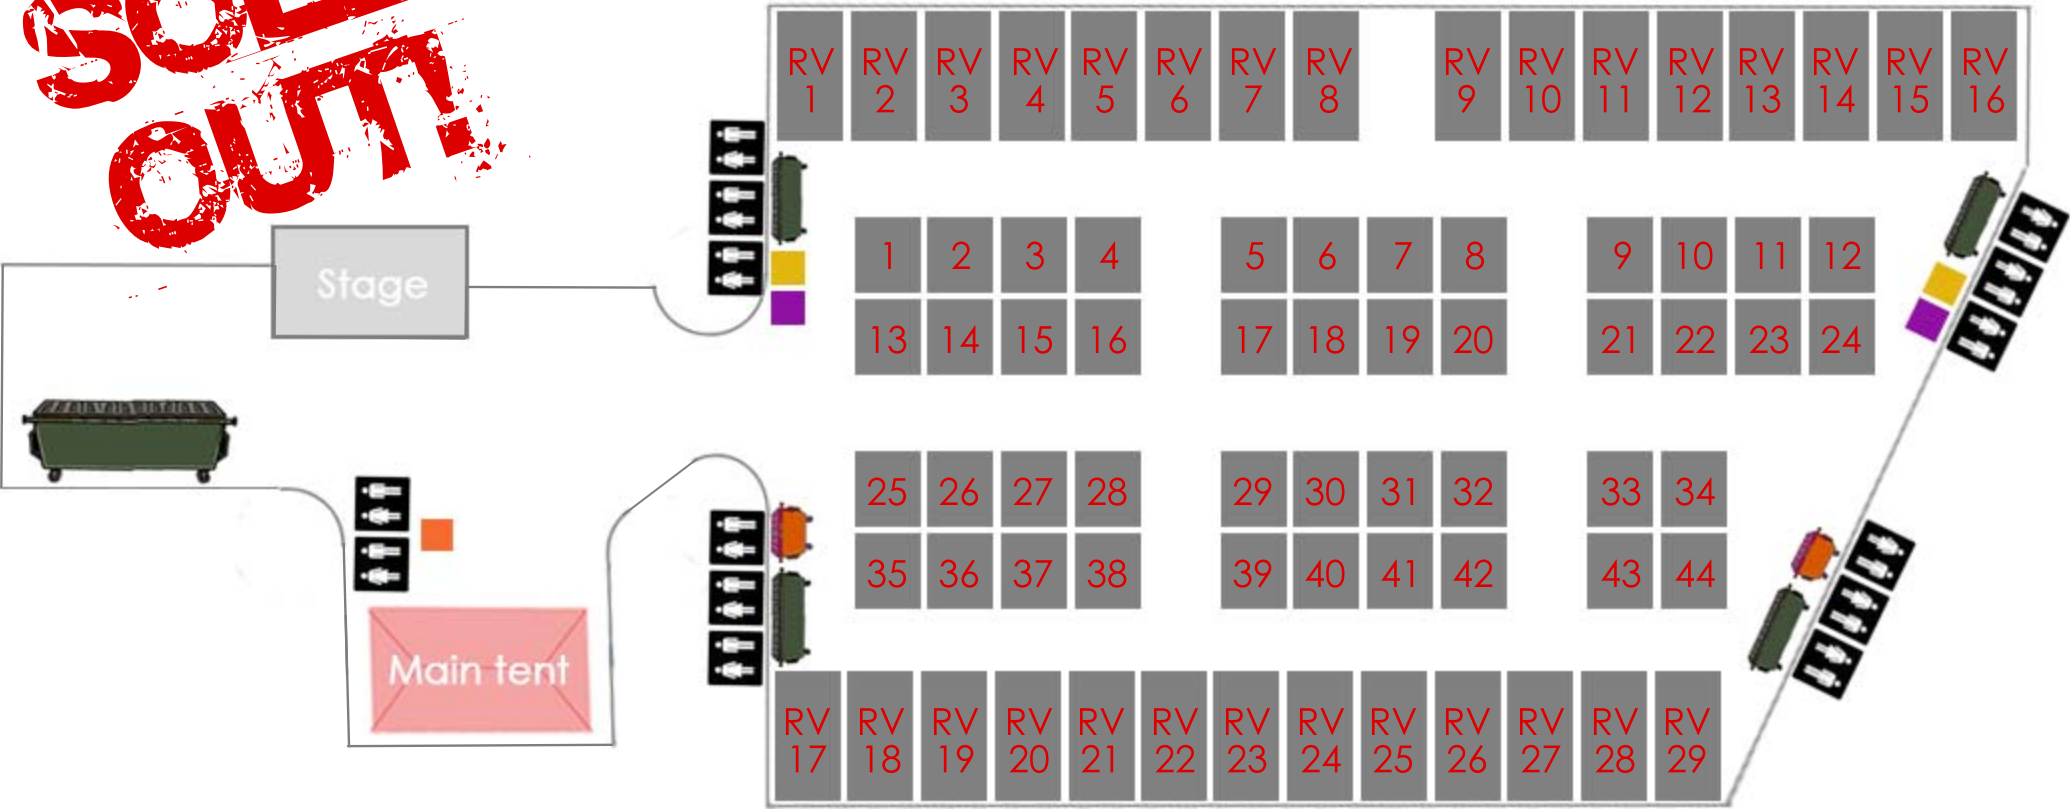 SOLD
OUT!
RV 1 RV 2 RV 3 RV 4 RV 5 RV 6 RV 7 RV 8 RV 9 RV 10 RV 11 RV 12 RV 13 RV 14 RV 15 RV 16
Stage
1 2 3 4 5 6 7 8 9 10 11 12
13 14 15 16 17 18 19 20 21 22 23 24
25 26 27 28 29 30 31 32 33 34
35 36 37 38 39 40 41 42 43 44
Main tent
RV 17 RV 18 RV 19 RV 20 RV 21 RV 22 RV 23 RV 24 RV 25 RV 26 RV 27 RV 28 RV 29